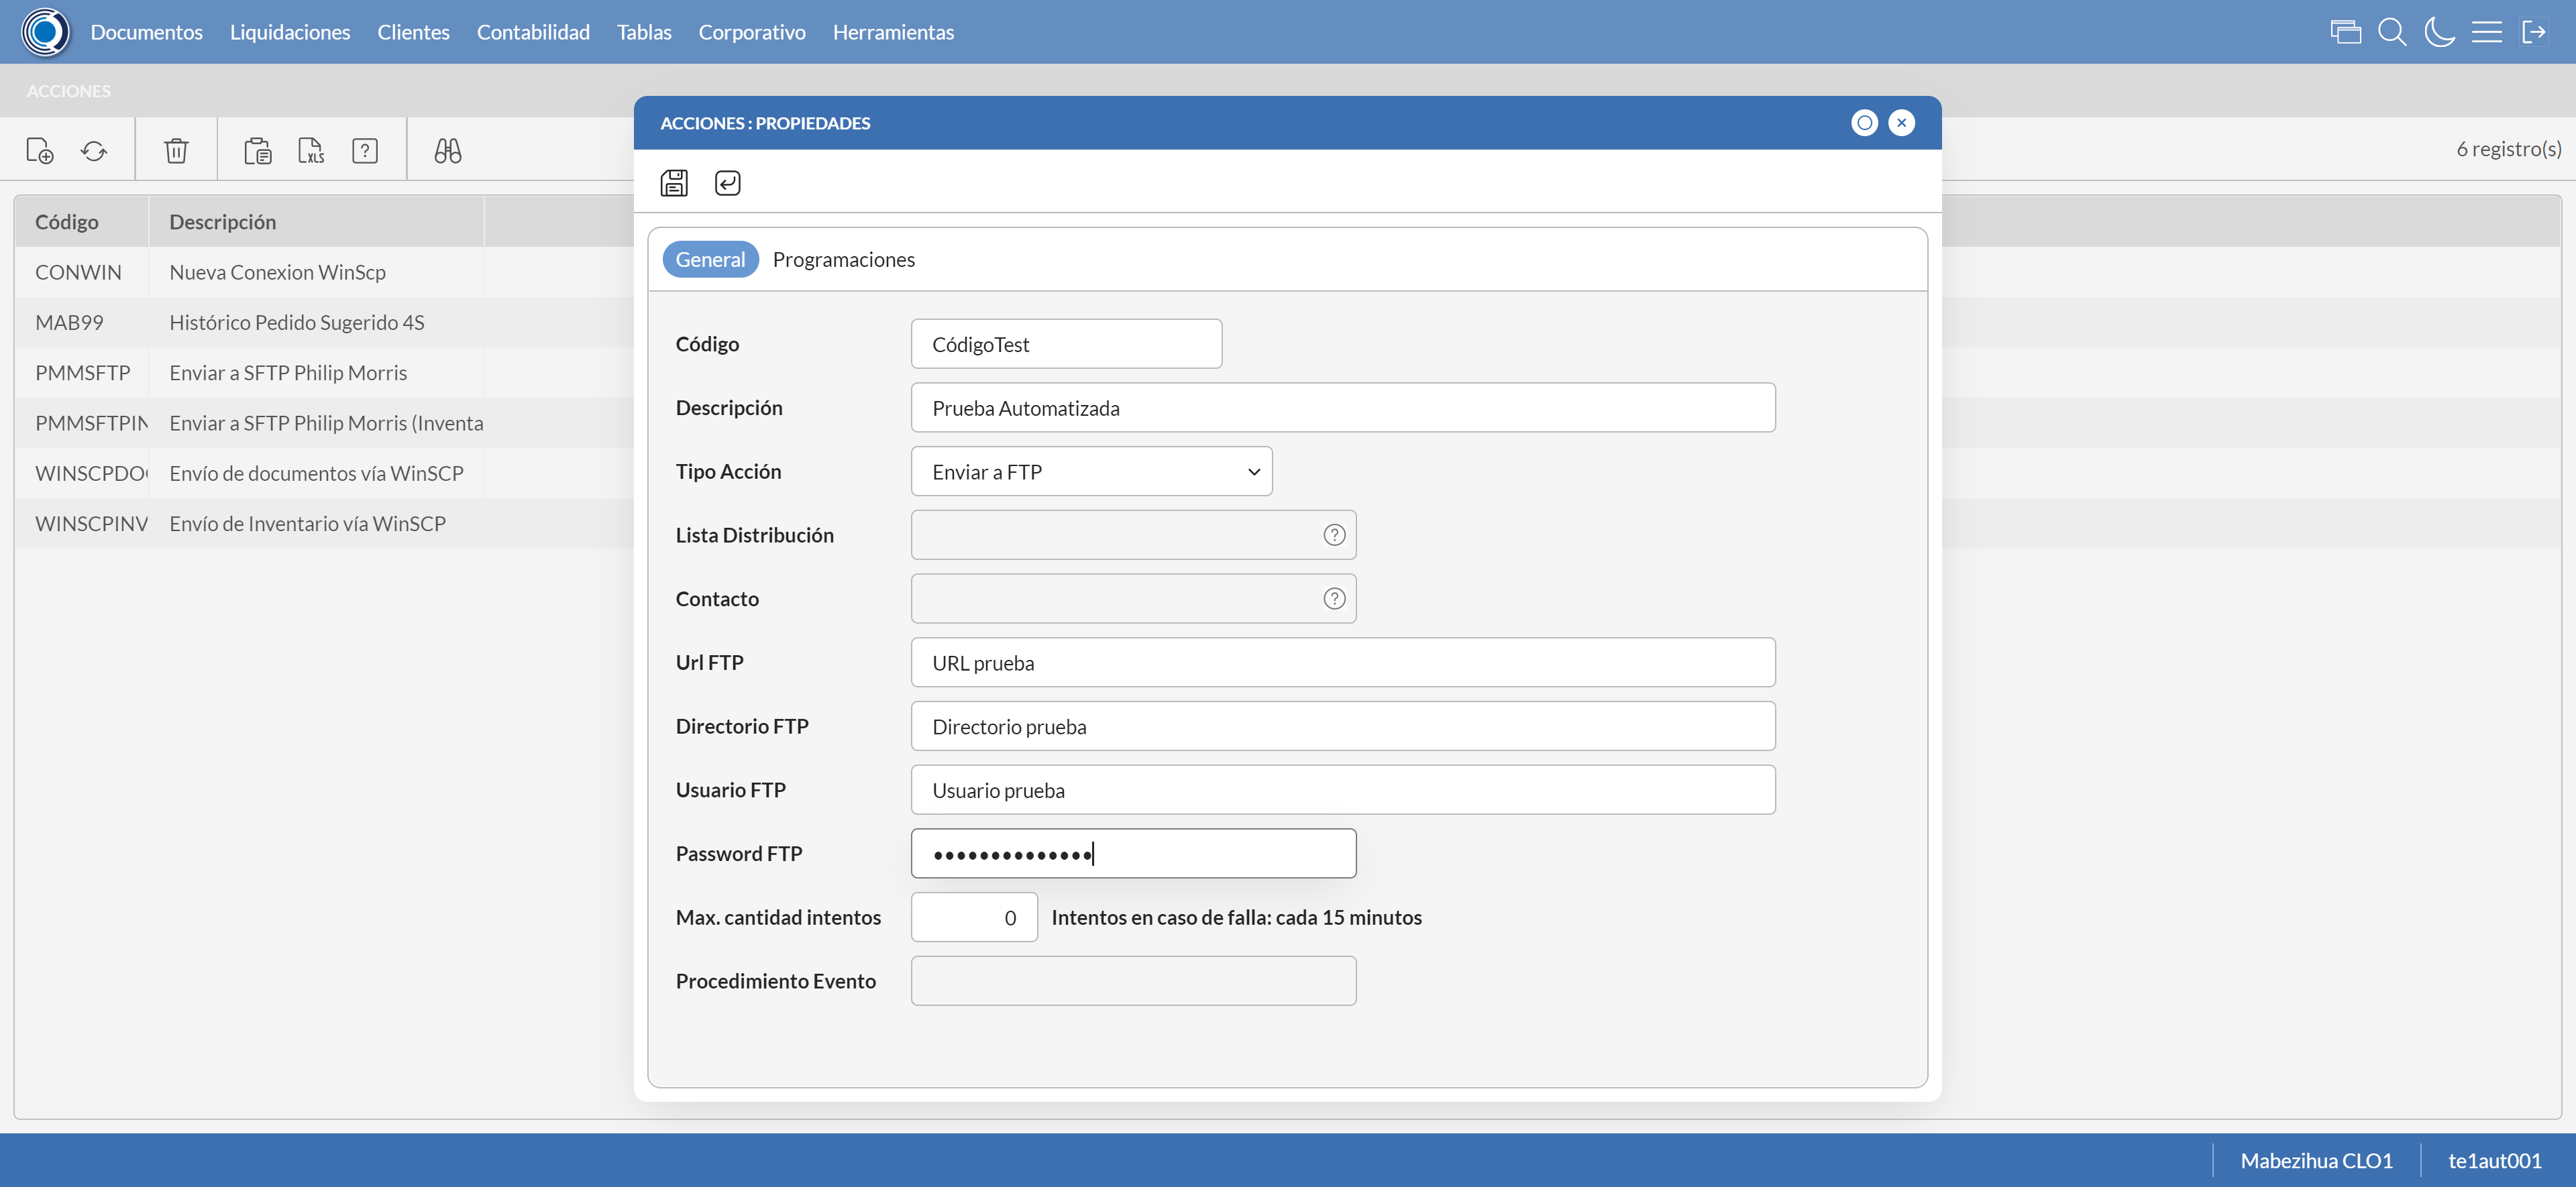 Documentos Liquidaciones Clientes Contabilidad Tablas Corporativo Herramientas
ACCIONES
6 registro(s)
Código Descripción
CONWIN Nueva Conexion WinScp
MAB99 Histórico Pedido Sugerido 4S
PMMSFTP Enviar a SFTP Philip Morris
PMMSFTPIN Enviar a SFTP Philip Morris (Inventa
WINSCPDO Envío de documentos vía WinSCP
WINSCPINV Envío de Inventario vía WinSCP
ACCIONES : PROPIEDADES
General Programaciones
Código CódigoTest
Descripción Prueba Automatizada
Tipo Acción Enviar a FTP
Lista Distribución
Contacto
Url FTP URL prueba
Directorio FTP Directorio prueba
Usuario FTP Usuario prueba
Password FTP ••••••••••••••
Max. cantidad intentos 0 Intentos en caso de falla: cada 15 minutos
Procedimiento Evento
Mabezihua CLO1 te1aut001